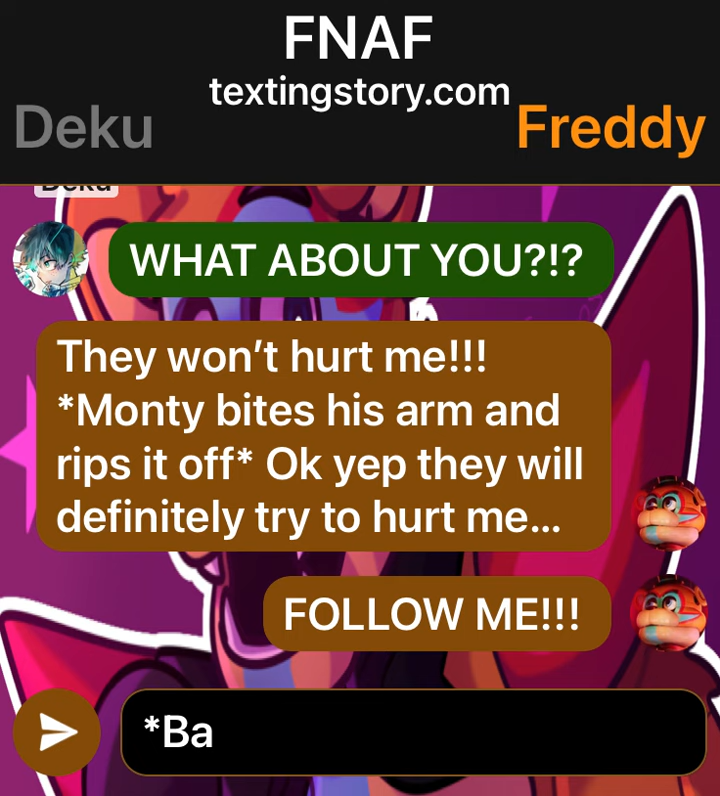 FNAF
textingstory.com
Deku
Freddy
Deku
WHAT ABOUT YOU?!?
They won’t hurt me!!!
*Monty bites his arm and
rips it off* Ok yep they will
definitely try to hurt me...
FOLLOW ME!!!
*Ba